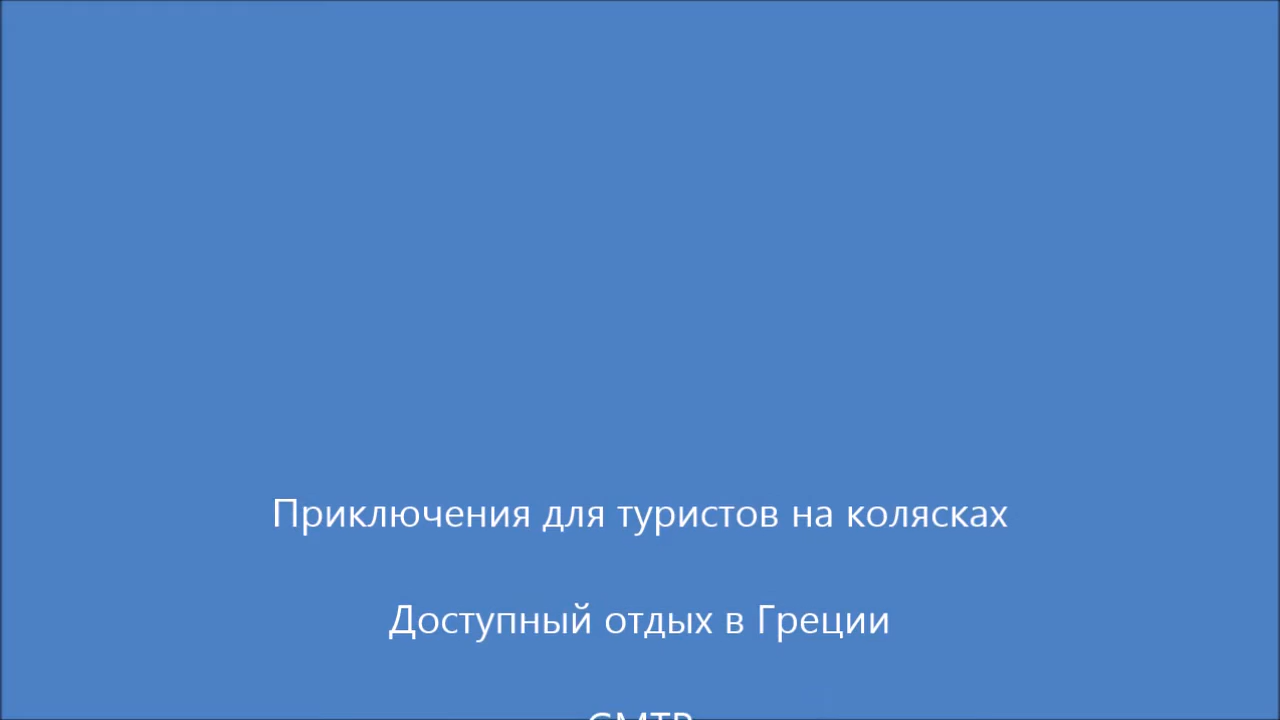 Приключения для туристов на колясках
Доступный отдых в Греции